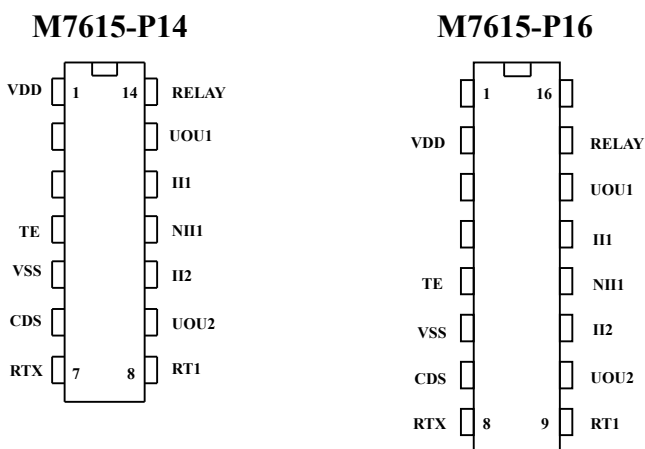 M7615-P14
VDD 1 14 RELAY
UOU1
II1
TE NII1
VSS II2
CDS UOU2
RTX 7 8 RT1
M7615-P16
1 16
VDD RELAY
UOU1
II1
TE NII1
VSS II2
CDS UOU2
RTX 8 9 RT1